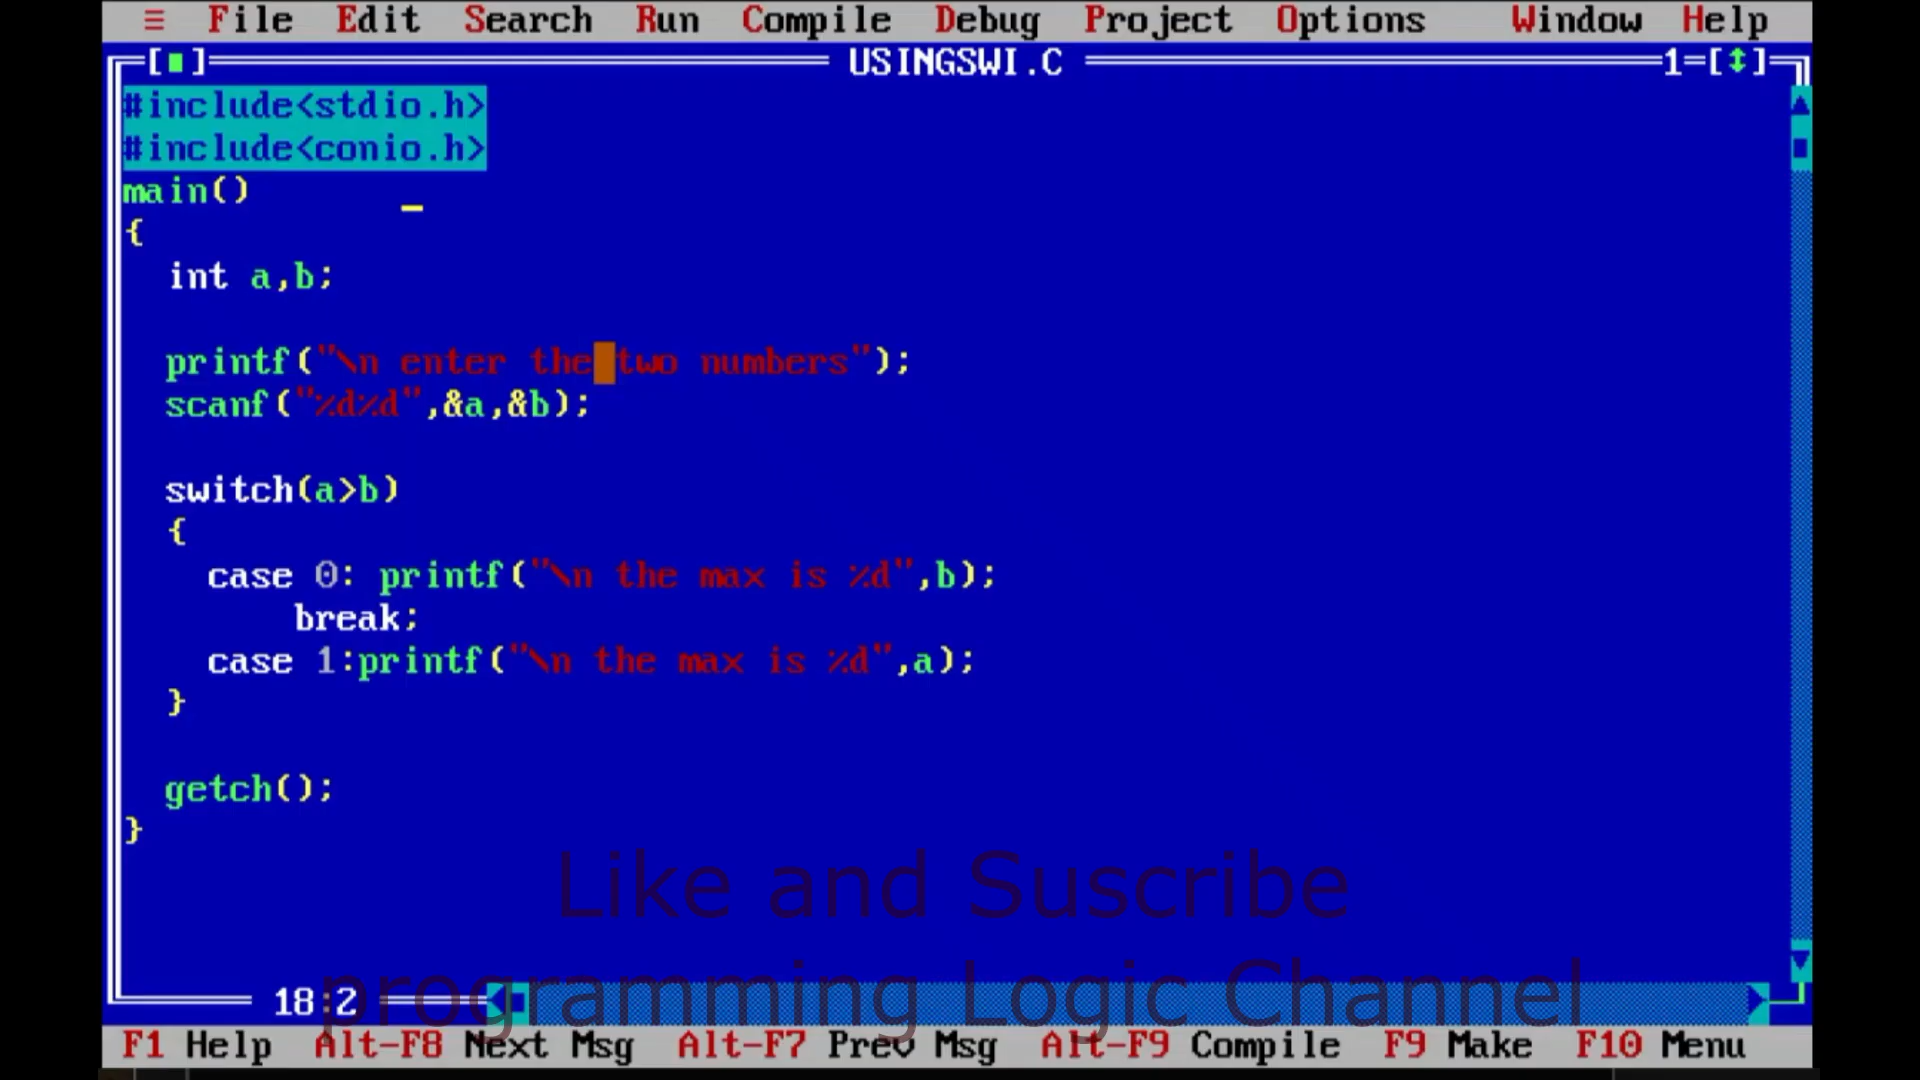 ≡ File Edit Search Run Compile Debug Project Options Window Help
[■] USINGSWI.C 1=[↕]
#include<stdio.h>
#include<conio.h>
main()
{
int a,b;
printf("\n enter the two numbers");
scanf("%d%d",&a,&b);
switch(a>b)
{
case 0: printf("\n the max is %d",b);
break;
case 1:printf("\n the max is %d",a);
}
getch();
}
Like and Suscribe
programming Logic Channel
18:2
F1 Help Alt-F8 Next Msg Alt-F7 Prev Msg Alt-F9 Compile F9 Make F10 Menu